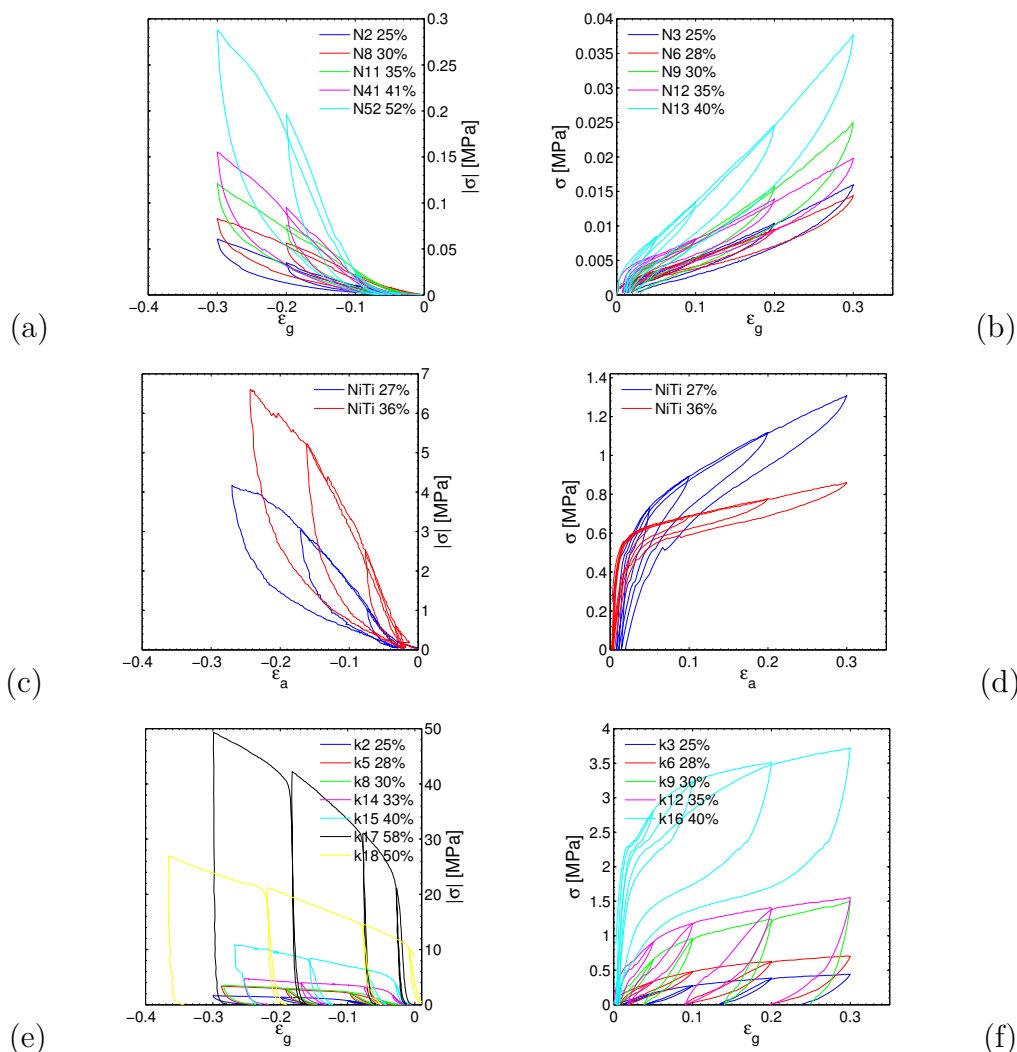 N2 25%
N8 30%
N11 35%
N41 41%
N52 52%
0.3
0.25
0.2
0.15
0.1
0.05
0
|σ| [MPa]
−0.4 −0.3 −0.2 −0.1 0
ε_g
(a)
N3 25%
N6 28%
N9 30%
N12 35%
N13 40%
0.04
0.035
0.03
0.025
0.02
0.015
0.01
0.005
0
σ [MPa]
0 0.1 0.2 0.3
ε_g
(b)
NiTi 27%
NiTi 36%
7
6
5
4
3
2
1
0
|σ| [MPa]
−0.4 −0.3 −0.2 −0.1 0
ε_a
(c)
NiTi 27%
NiTi 36%
1.4
1.2
1
0.8
0.6
0.4
0.2
0
σ [MPa]
0 0.1 0.2 0.3
ε_a
(d)
k2 25%
k5 28%
k8 30%
k14 33%
k15 40%
k17 58%
k18 50%
50
40
30
20
10
0
|σ| [MPa]
−0.4 −0.3 −0.2 −0.1 0
ε_g
(e)
k3 25%
k6 28%
k9 30%
k12 35%
k16 40%
4
3.5
3
2.5
2
1.5
1
0.5
0
σ [MPa]
0 0.1 0.2 0.3
ε_g
(f)